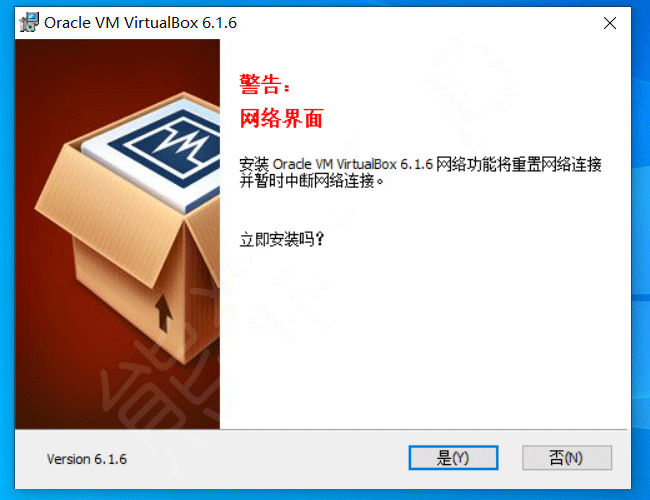 Oracle VM VirtualBox 6.1.6
警告：
网络界面
安装 Oracle VM VirtualBox 6.1.6 网络功能将重置网络连接
并暂时中断网络连接。
立即安装吗？
Version 6.1.6
是(Y)
否(N)